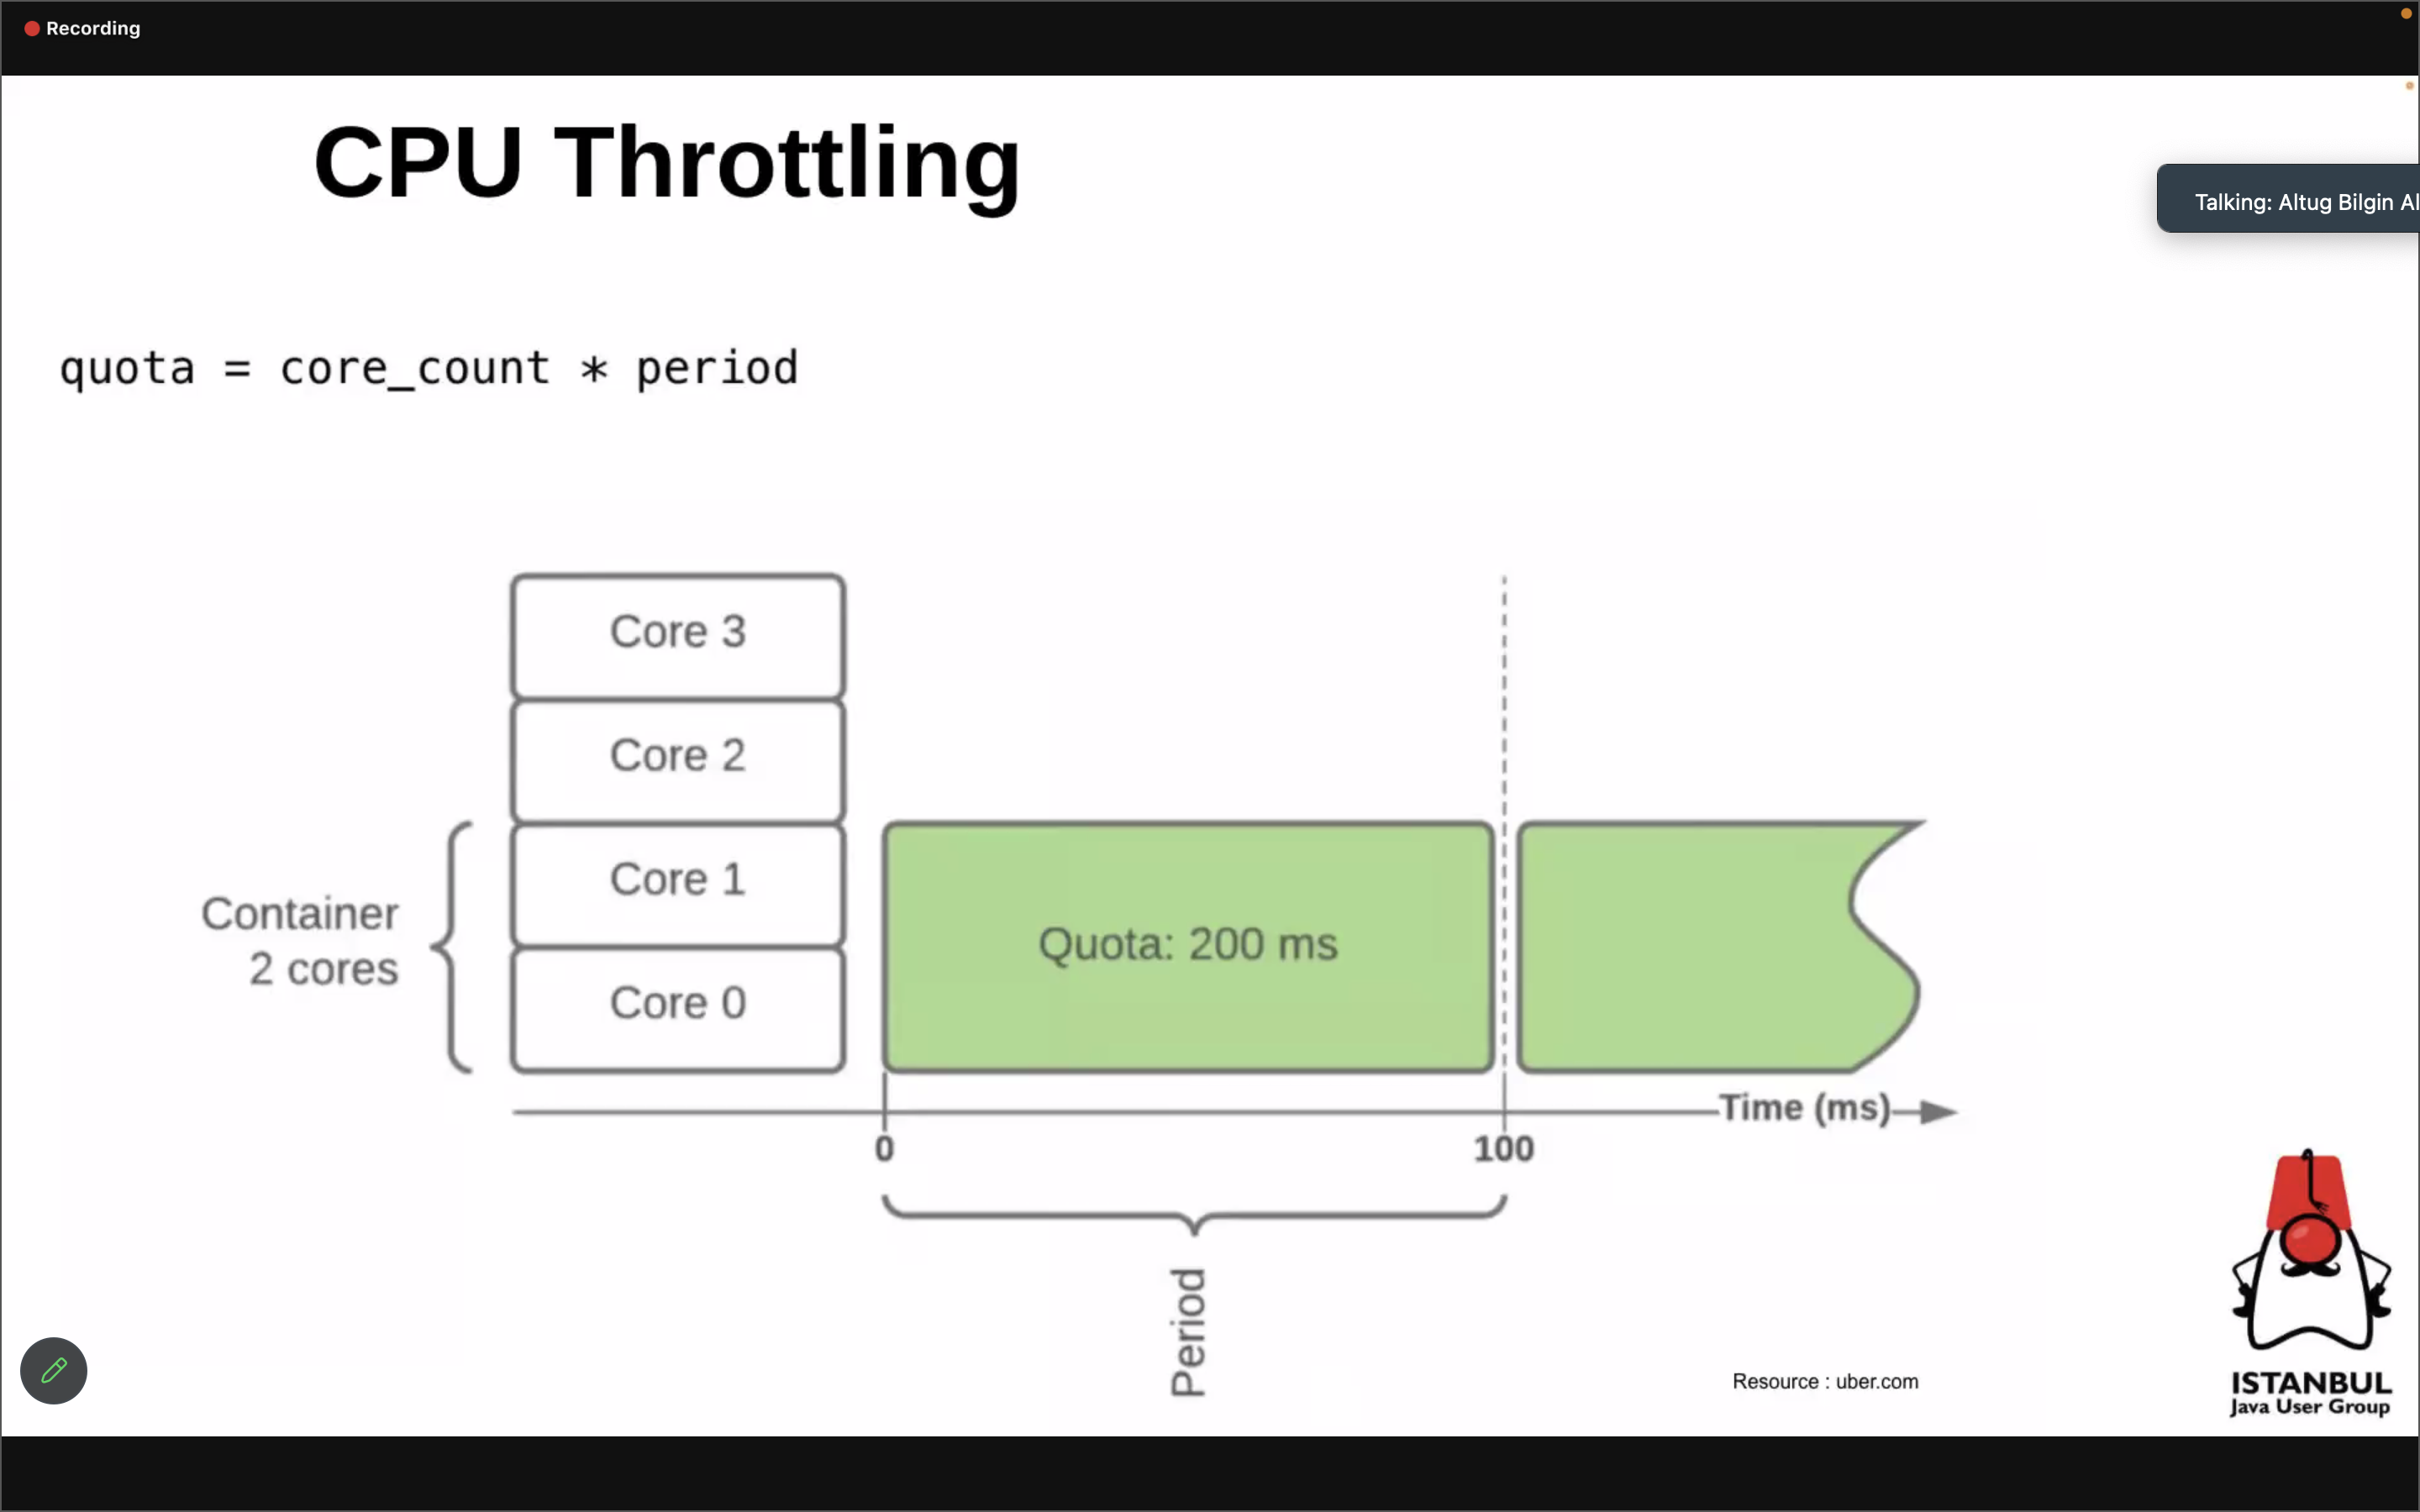 Recording
CPU Throttling
Talking: Altug Bilgin Al
quota = core_count * period
Core 3
Core 2
Core 1
Core 0
Container
2 cores
Quota: 200 ms
Time (ms)
0
100
Period
Resource : uber.com
ISTANBUL
Java User Group